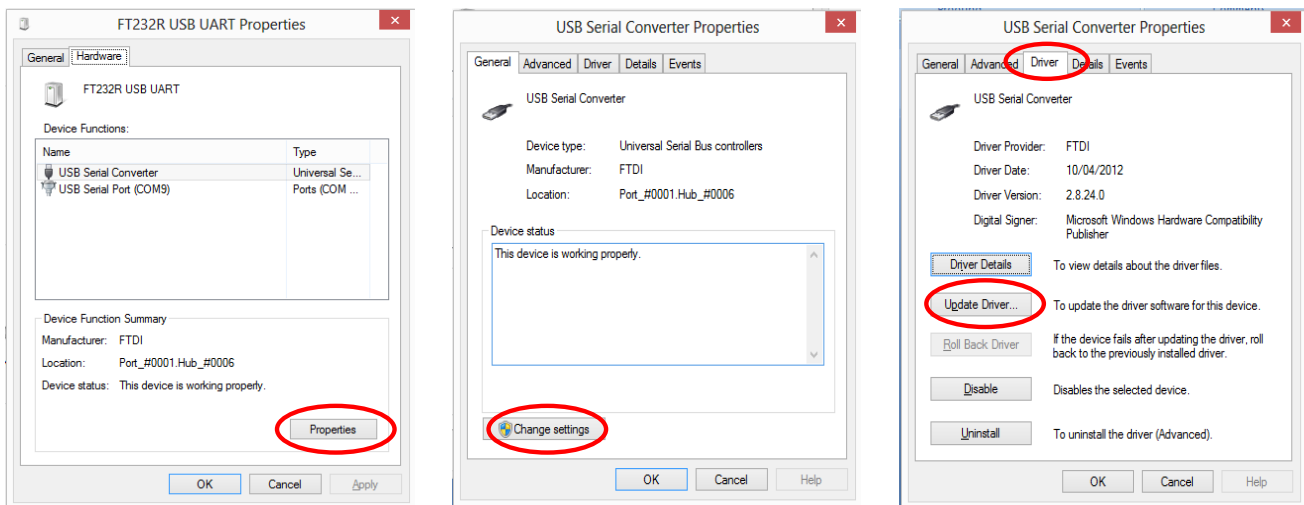 FT232R USB UART Properties
General Hardware
FT232R USB UART
Device Functions:
Name Type
USB Serial Converter Universal Se...
USB Serial Port (COM9) Ports (COM ...
Device Function Summary
Manufacturer: FTDI
Location: Port_#0001.Hub_#0006
Device status: This device is working properly.
Properties
OK Cancel Apply
USB Serial Converter Properties
General Advanced Driver Details Events
USB Serial Converter
Device type: Universal Serial Bus controllers
Manufacturer: FTDI
Location: Port_#0001.Hub_#0006
Device status
This device is working properly.
Change settings
OK Cancel Help
USB Serial Converter Properties
General Advanced Driver Details Events
USB Serial Converter
Driver Provider: FTDI
Driver Date: 10/04/2012
Driver Version: 2.8.24.0
Digital Signer: Microsoft Windows Hardware Compatibility
Publisher
Driver Details To view details about the driver files.
Update Driver... To update the driver software for this device.
Roll Back Driver If the device fails after updating the driver, roll
back to the previously installed driver.
Disable Disables the selected device.
Uninstall To uninstall the driver (Advanced).
OK Cancel Help